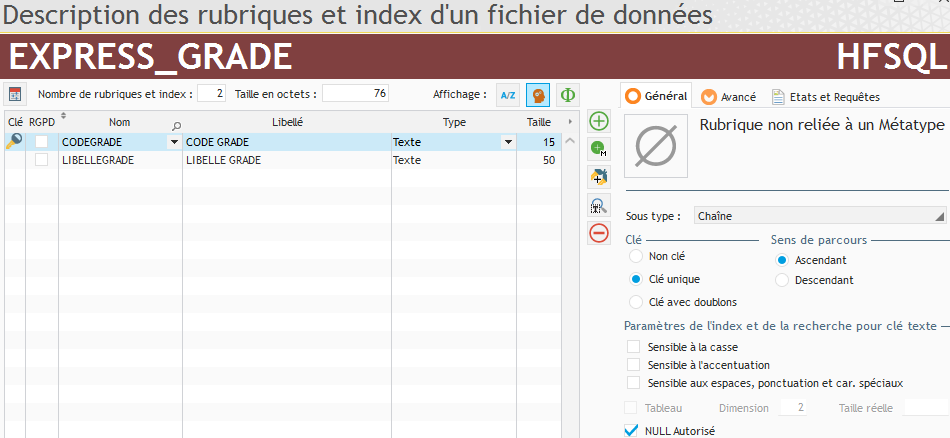 Description des rubriques et index d'un fichier de données
EXPRESS_GRADE HFSQL
Nombre de rubriques et index : 2 Taille en octets : 76 Affichage : A/Z
Clé RGPD Nom Libellé Type Taille
CODEGRADE CODE GRADE Texte 15
LIBELLEGRADE LIBELLE GRADE Texte 50
M
Général Avancé Etats et Requêtes
Rubrique non reliée à un Métatype
Sous type : Chaîne
Clé Sens de parcours
Non clé Ascendant
Clé unique Descendant
Clé avec doublons
Paramètres de l'index et de la recherche pour clé texte
Sensible à la casse
Sensible à l'accentuation
Sensible aux espaces, ponctuation et car. spéciaux
Tableau Dimension 2 Taille réelle
NULL Autorisé